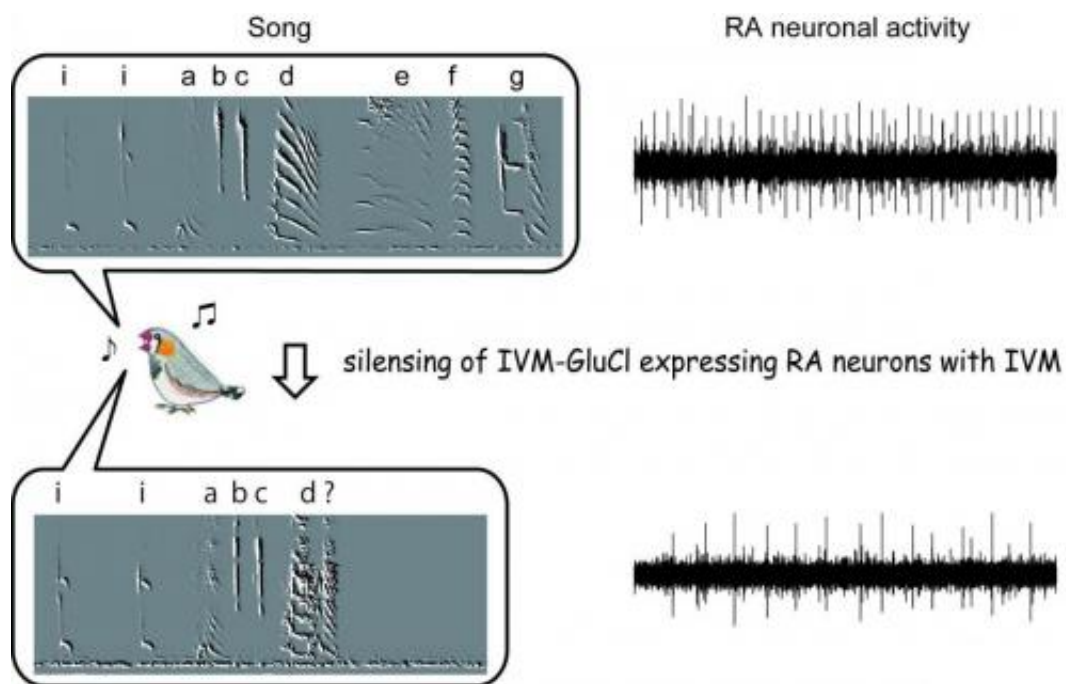 Song
RA neuronal activity
i i a b c d e f g
silensing of IVM-GluCl expressing RA neurons with IVM
i i a b c d ?